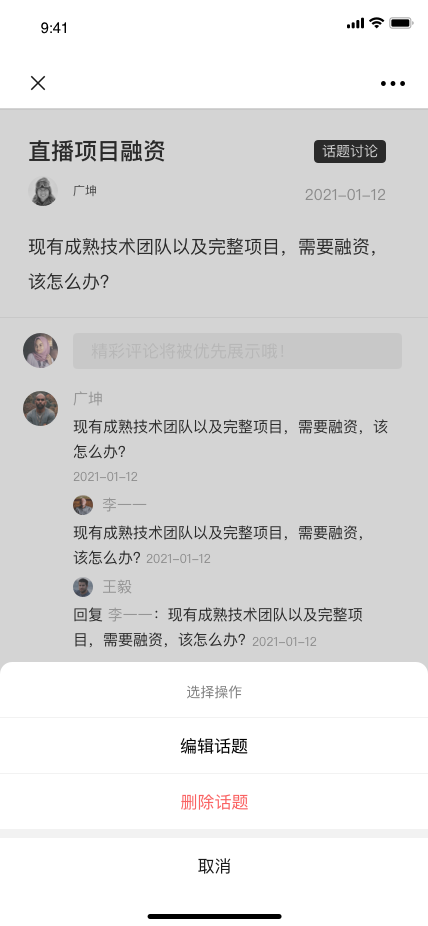 9:41
直播项目融资
话题讨论
广坤
2021-01-12
现有成熟技术团队以及完整项目，需要融资，
该怎么办？
精彩评论将被优先展示哦！
广坤
现有成熟技术团队以及完整项目，需要融资，该
怎么办？
2021-01-12
李一一
现有成熟技术团队以及完整项目，需要融资，
该怎么办？ 2021-01-12
王毅
回复 李一一：现有成熟技术团队以及完整项
目，需要融资，该怎么办？ 2021-01-12
选择操作
编辑话题
删除话题
取消